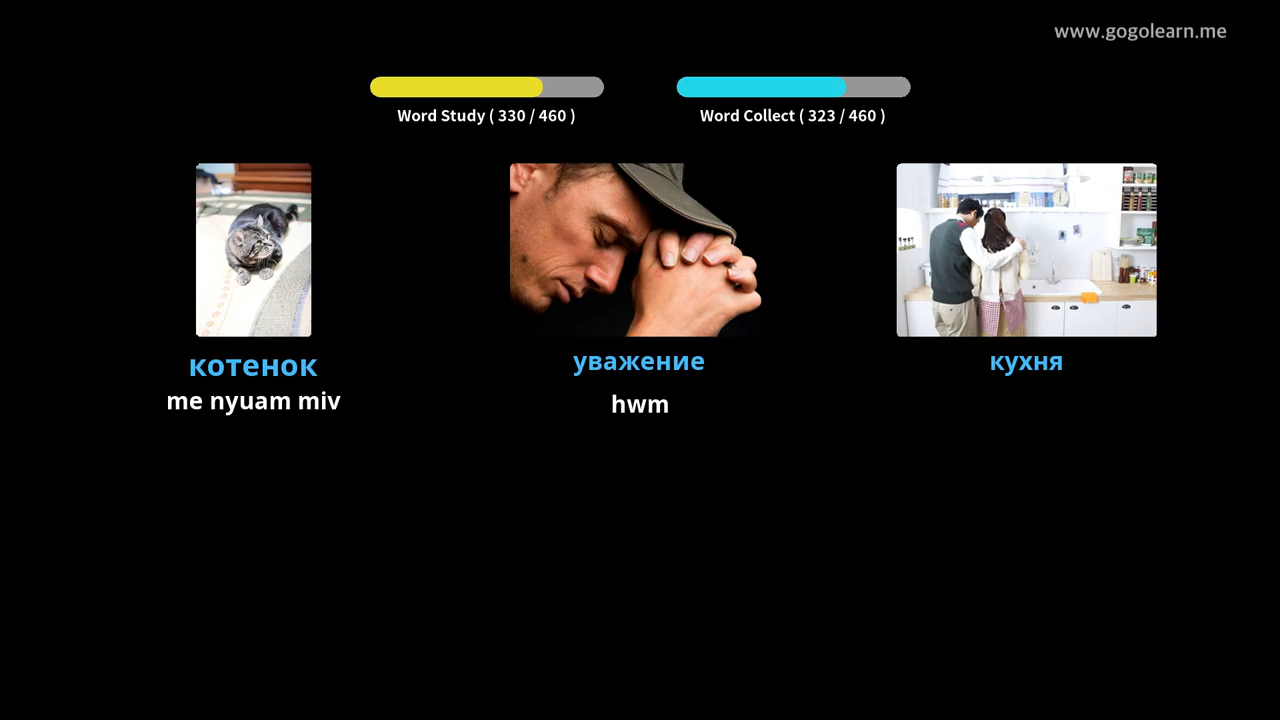 www.gogolearn.me
Word Study ( 330 / 460 )
Word Collect ( 323 / 460 )
котенок
me nyuam miv
уважение
hwm
кухня